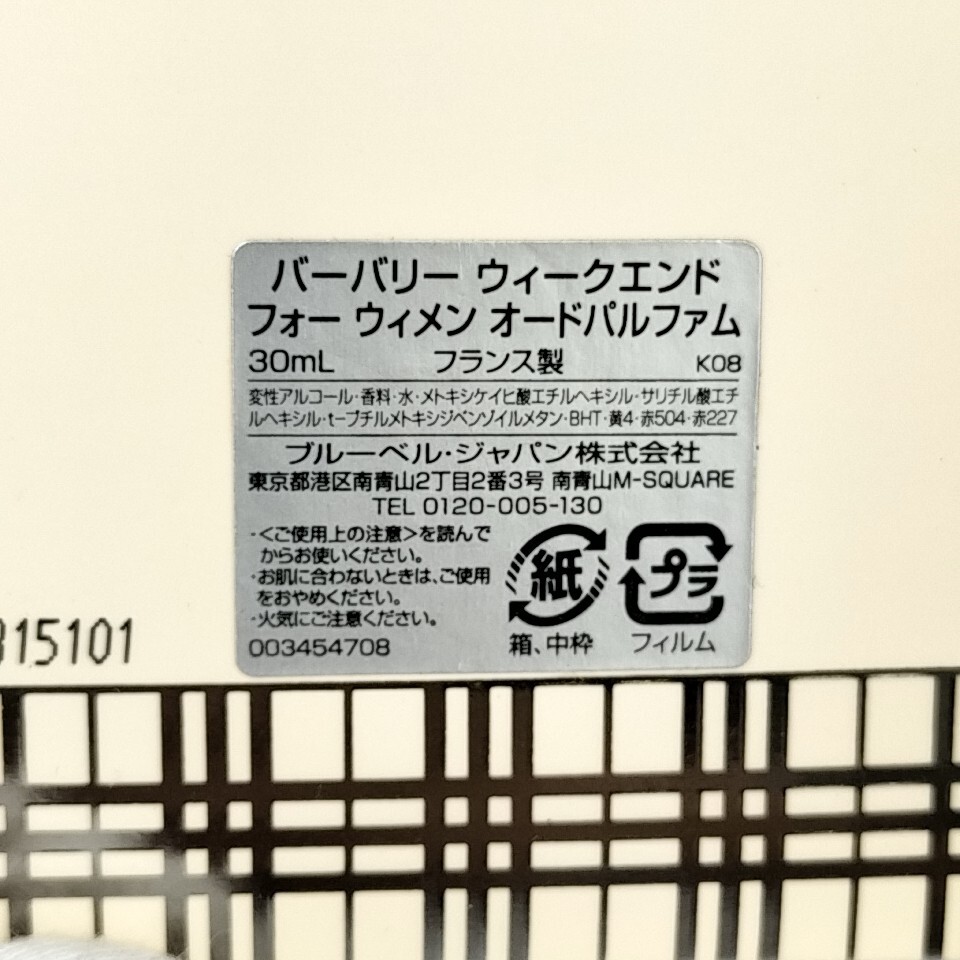 バーバリー ウィークエンド
フォー ウィメン オードパルファム
30mL フランス製 K08
変性アルコール・香料・水・メトキシケイヒ酸エチルヘキシル・サリチル酸エチ
ルヘキシル・t-ブチルメトキシジベンゾイルメタン・BHT・黄4・赤504・赤227
ブルーベル・ジャパン株式会社
東京都港区南青山2丁目2番3号 南青山M-SQUARE
TEL 0120-005-130
・<ご使用上の注意>を読んで
からお使いください。
・お肌に合わないときは、ご使用
をおやめください。
・火気にご注意ください。
003454708
紙
箱、中枠
プラ
フィルム
15101